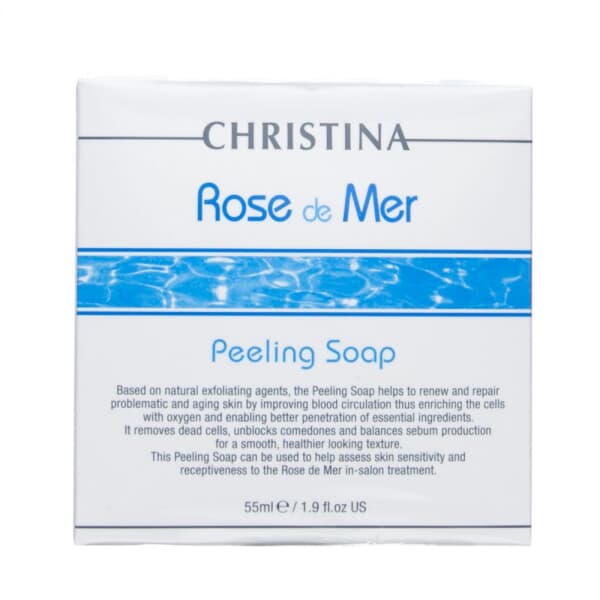 CHRISTINA
Rose de Mer
Peeling Soap
Based on natural exfoliating agents, the Peeling Soap helps to renew and repair
problematic and aging skin by improving blood circulation thus enriching the cells
with oxygen and enabling better penetration of essential ingredients.
It removes dead cells, unblocks comedones and balances sebum production
for a smooth, healthier looking texture.
This Peeling Soap can be used to help assess skin sensitivity and
receptiveness to the Rose de Mer in-salon treatment.
55ml ℮ / 1.9 fl.oz US